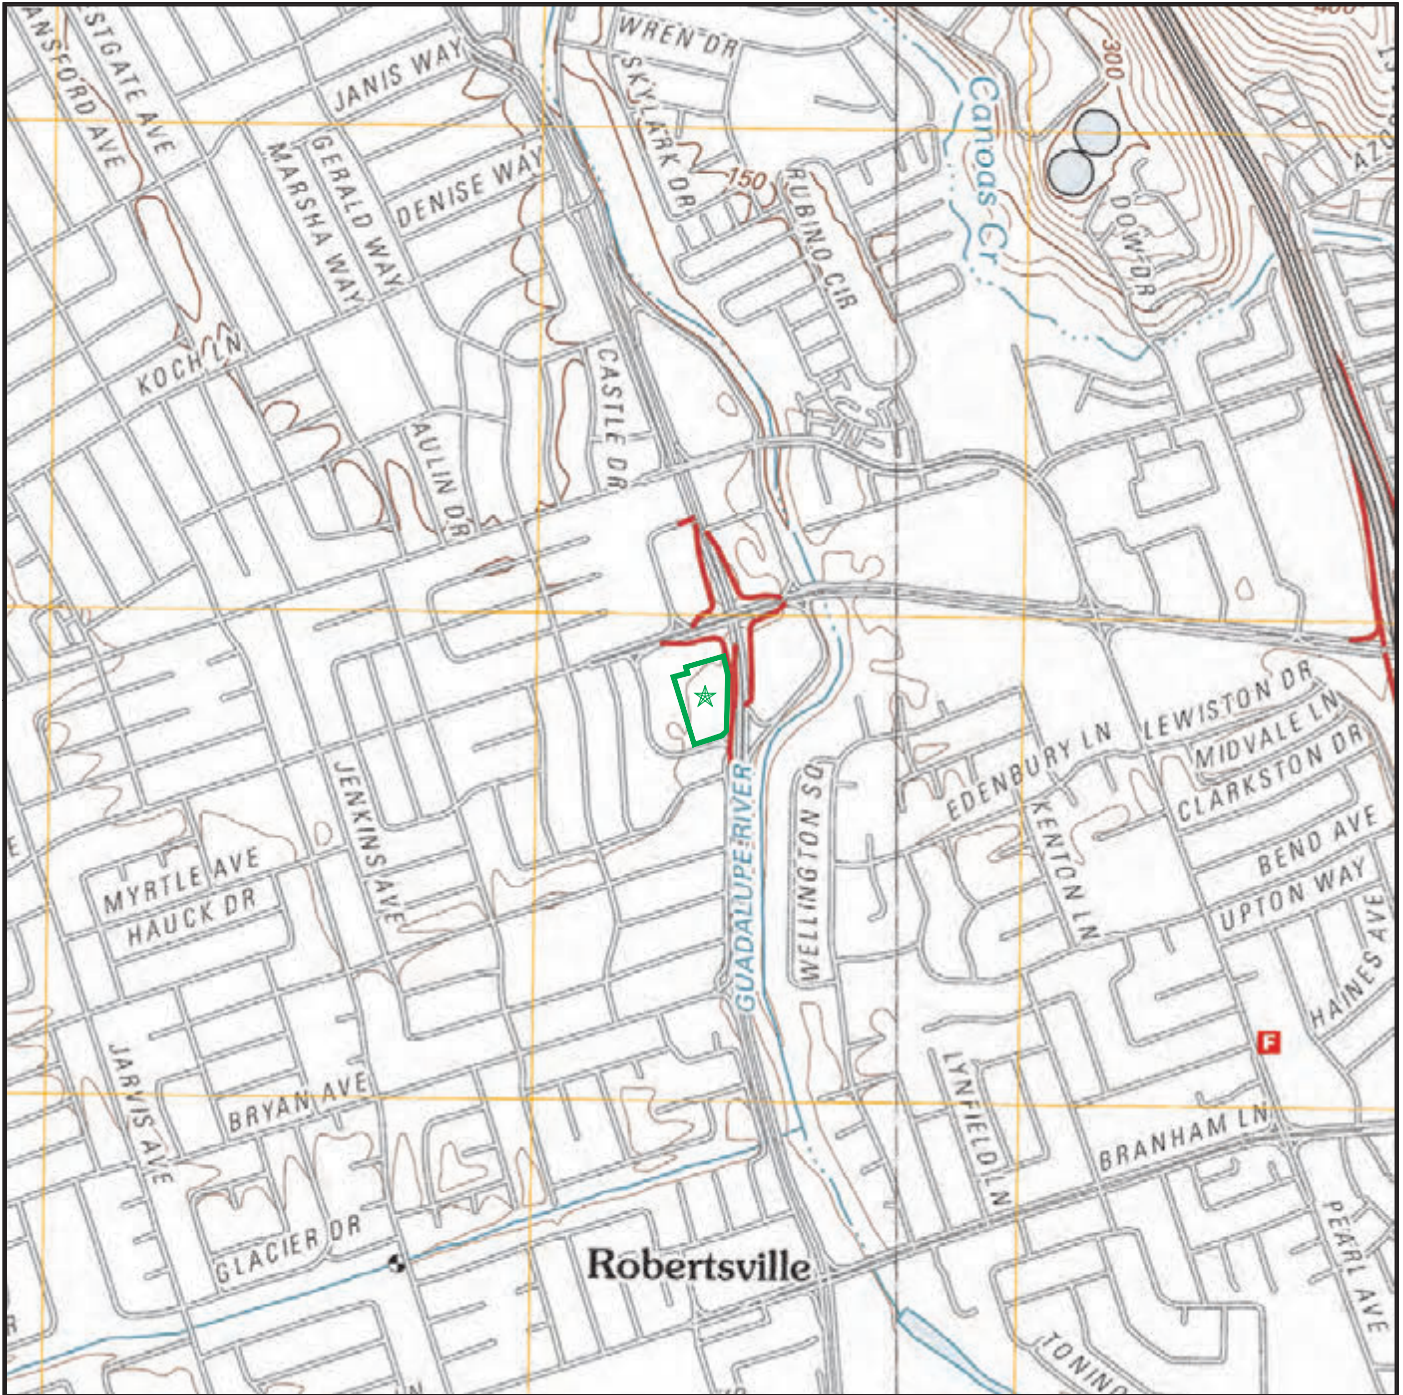 WREN DR
400
STGATE AVE
ANSFORD AVE
JANIS WAY
SKYLARK DR
300
Canoas Cr
GERALD WAY
MARSHA WAY
DENISE WAY
150
RUBINO CIR
DOW DR
KOCH LN
CASTLE DR
AULIN DR
LEWISTON DR
MIDVALE LN
EDENBURY LN
CLARKSTON DR
JENKINS AVE
GUADALUPE RIVER
WELLINGTON SQ
KENTON LN
BEND AVE
UPTON WAY
MYRTLE AVE
HAUCK DR
HAINES AVE
F
JARVIS AVE
BRYAN AVE
LYNFIELD LN
BRANHAM LN
GLACIER DR
PEARL AVE
Robertsville
TONINO